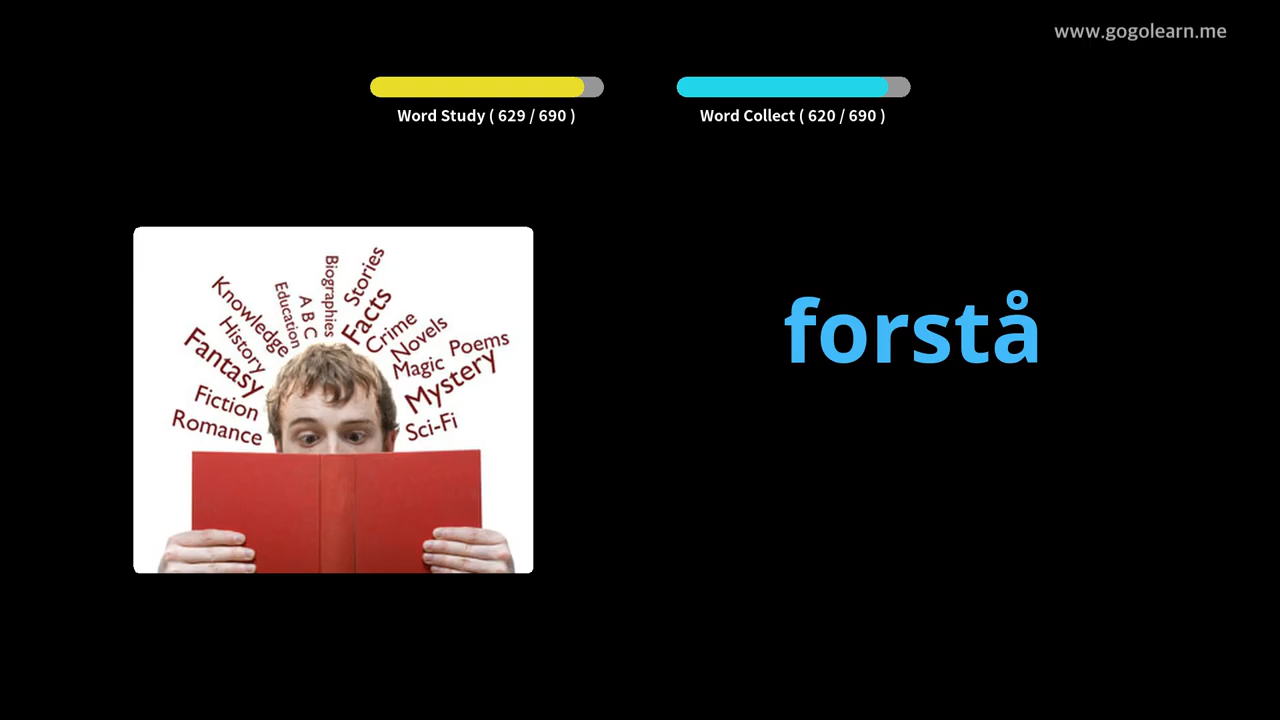 www.gogolearn.me
Word Study ( 629 / 690 )
Word Collect ( 620 / 690 )
forstå
Biographies
Stories
Education
A B C
Facts
Knowledge
Crime
History
Novels
Fantasy
Magic
Poems
Mystery
Fiction
Romance
Sci-Fi